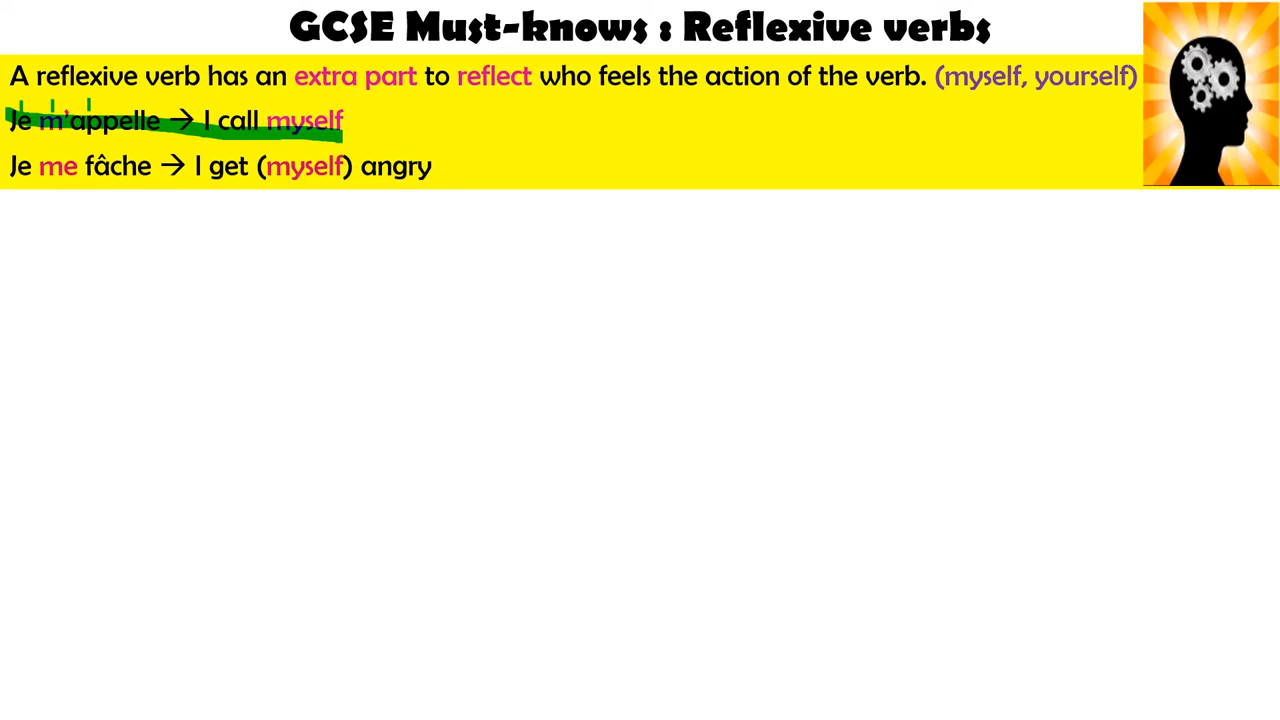 GCSE Must-knows : Reflexive verbs
A reflexive verb has an extra part to reflect who feels the action of the verb. (myself, yourself)
Je m'appelle → I call myself
Je me fâche → I get (myself) angry